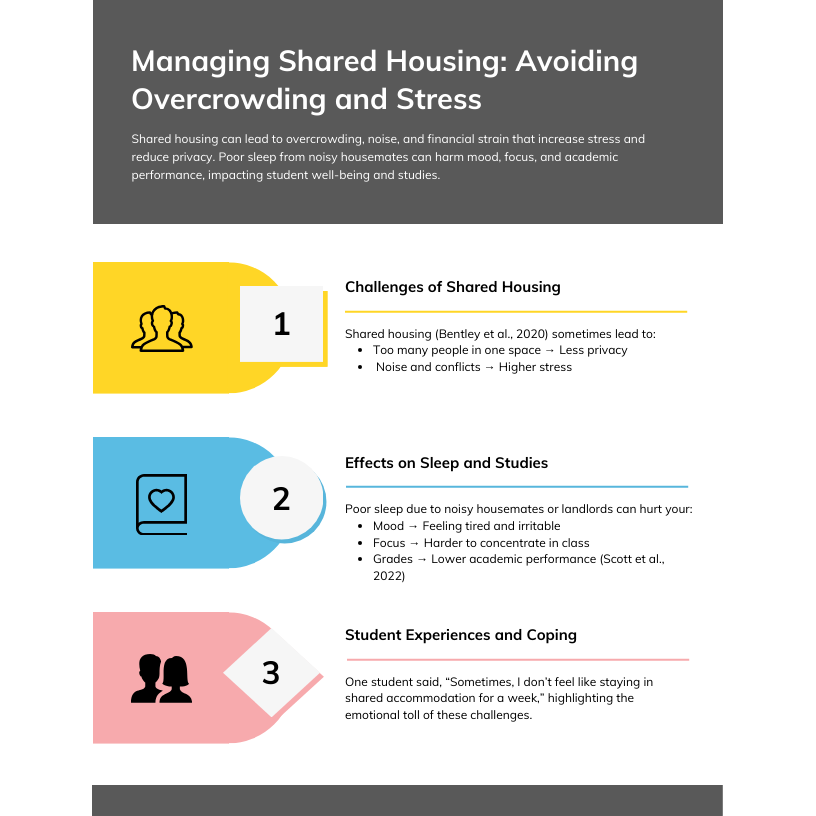 Managing Shared Housing: Avoiding
Overcrowding and Stress
Shared housing can lead to overcrowding, noise, and financial strain that increase stress and
reduce privacy. Poor sleep from noisy housemates can harm mood, focus, and academic
performance, impacting student well-being and studies.
1
Challenges of Shared Housing
Shared housing (Bentley et al., 2020) sometimes lead to:
• Too many people in one space → Less privacy
• Noise and conflicts → Higher stress
2
Effects on Sleep and Studies
Poor sleep due to noisy housemates or landlords can hurt your:
• Mood → Feeling tired and irritable
• Focus → Harder to concentrate in class
• Grades → Lower academic performance (Scott et al.,
2022)
3
Student Experiences and Coping
One student said, “Sometimes, I don’t feel like staying in
shared accommodation for a week,” highlighting the
emotional toll of these challenges.